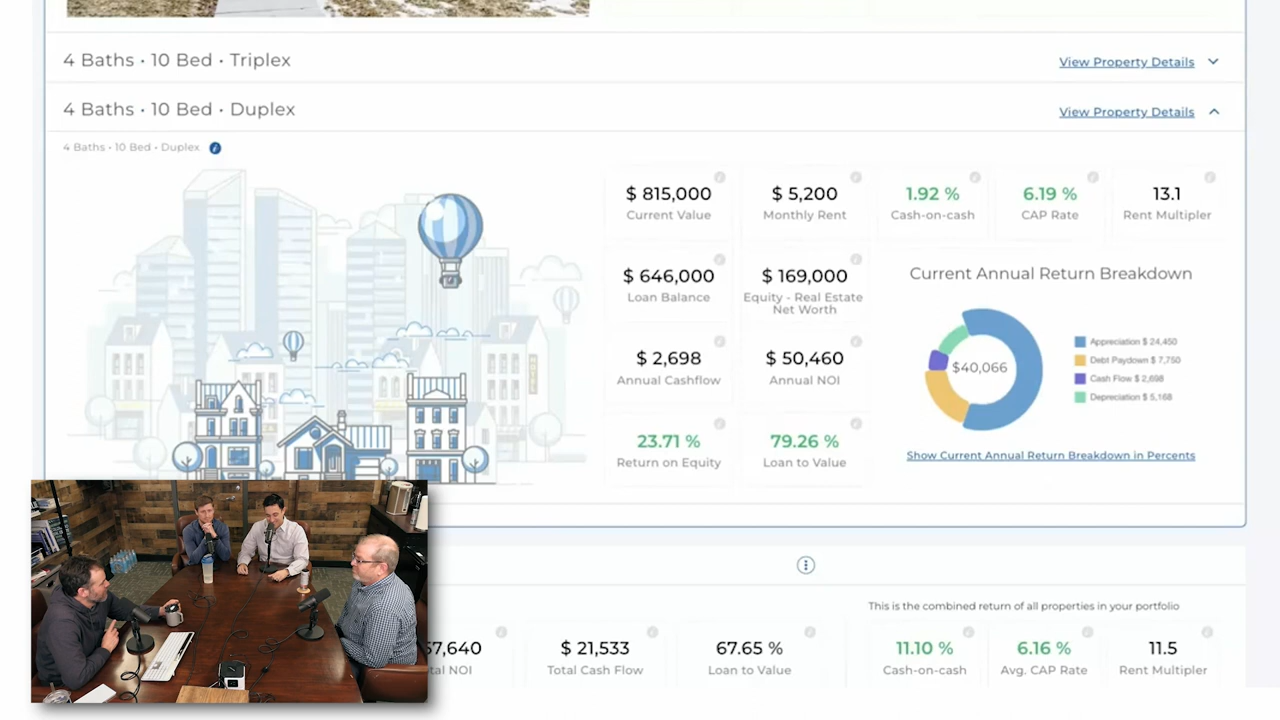 4 Baths • 10 Bed • Triplex
View Property Details
4 Baths • 10 Bed • Duplex
View Property Details
4 Baths • 10 Bed • Duplex
$ 815,000
Current Value
$ 5,200
Monthly Rent
1.92 %
Cash-on-cash
6.19 %
CAP Rate
13.1
Rent Multipler
$ 646,000
Loan Balance
$ 169,000
Equity - Real Estate
Net Worth
$ 2,698
Annual Cashflow
$ 50,460
Annual NOI
23.71 %
Return on Equity
79.26 %
Loan to Value
Current Annual Return Breakdown
$40,066
Appreciation $ 24,450
Debt Paydown $ 7,750
Cash Flow $ 2,698
Depreciation $ 5,168
Show Current Annual Return Breakdown in Percents
This is the combined return of all properties in your portfolio
7,640
NOI
$ 21,533
Total Cash Flow
67.65 %
Loan to Value
11.10 %
Cash-on-cash
6.16 %
Avg. CAP Rate
11.5
Rent Multipler